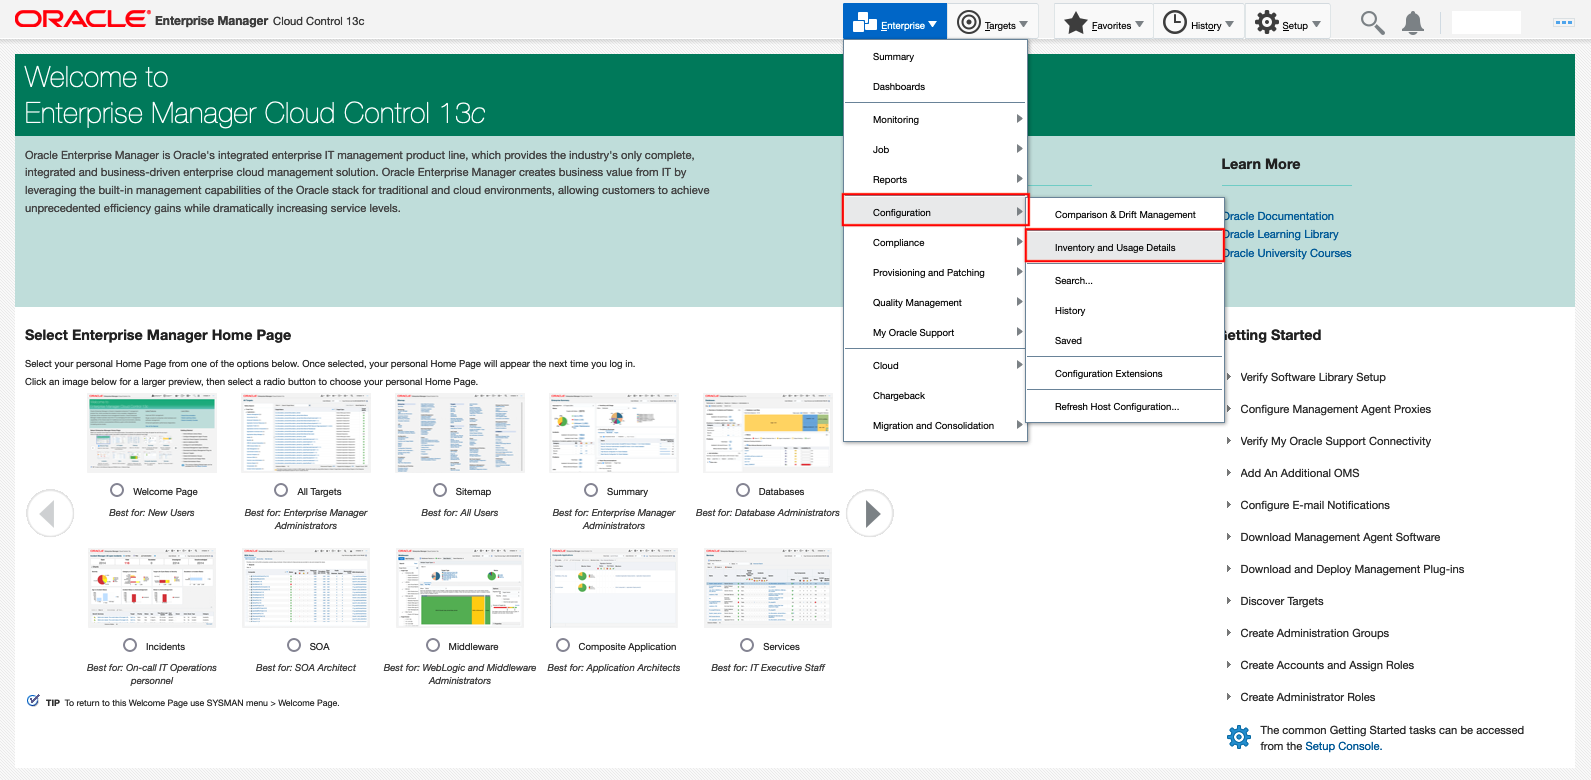 ORACLE Enterprise Manager Cloud Control 13c
Enterprise
Targets
Favorites
History
Setup
Summary
Dashboards
Monitoring
Job
Reports
Configuration
Compliance
Provisioning and Patching
Quality Management
My Oracle Support
Cloud
Chargeback
Migration and Consolidation
Comparison & Drift Management
Inventory and Usage Details
Search...
History
Saved
Configuration Extensions
Refresh Host Configuration...
Welcome to
Enterprise Manager Cloud Control 13c
Oracle Enterprise Manager is Oracle's integrated enterprise IT management product line, which provides the industry's only complete,
integrated and business-driven enterprise cloud management solution. Oracle Enterprise Manager creates business value from IT by
leveraging the built-in management capabilities of the Oracle stack for traditional and cloud environments, allowing customers to achieve
unprecedented efficiency gains while dramatically increasing service levels.
Learn More
Oracle Documentation
Oracle Learning Library
Oracle University Courses
Select Enterprise Manager Home Page
Select your personal Home Page from one of the options below. Once selected, your personal Home Page will appear the next time you log in.
Click an image below for a larger preview, then select a radio button to choose your personal Home Page.
Welcome Page
Best for: New Users
All Targets
Best for: Enterprise Manager
Administrators
Sitemap
Best for: All Users
Summary
Best for: Enterprise Manager
Administrators
Databases
Best for: Database Administrators
Incidents
Best for: On-call IT Operations
personnel
SOA
Best for: SOA Architect
Middleware
Best for: WebLogic and Middleware
Administrators
Composite Application
Best for: Application Architects
Services
Best for: IT Executive Staff
TIP To return to this Welcome Page use SYSMAN menu > Welcome Page.
Getting Started
Verify Software Library Setup
Configure Management Agent Proxies
Verify My Oracle Support Connectivity
Add An Additional OMS
Configure E-mail Notifications
Download Management Agent Software
Download and Deploy Management Plug-ins
Discover Targets
Create Administration Groups
Create Accounts and Assign Roles
Create Administrator Roles
The common Getting Started tasks can be accessed
from the Setup Console.